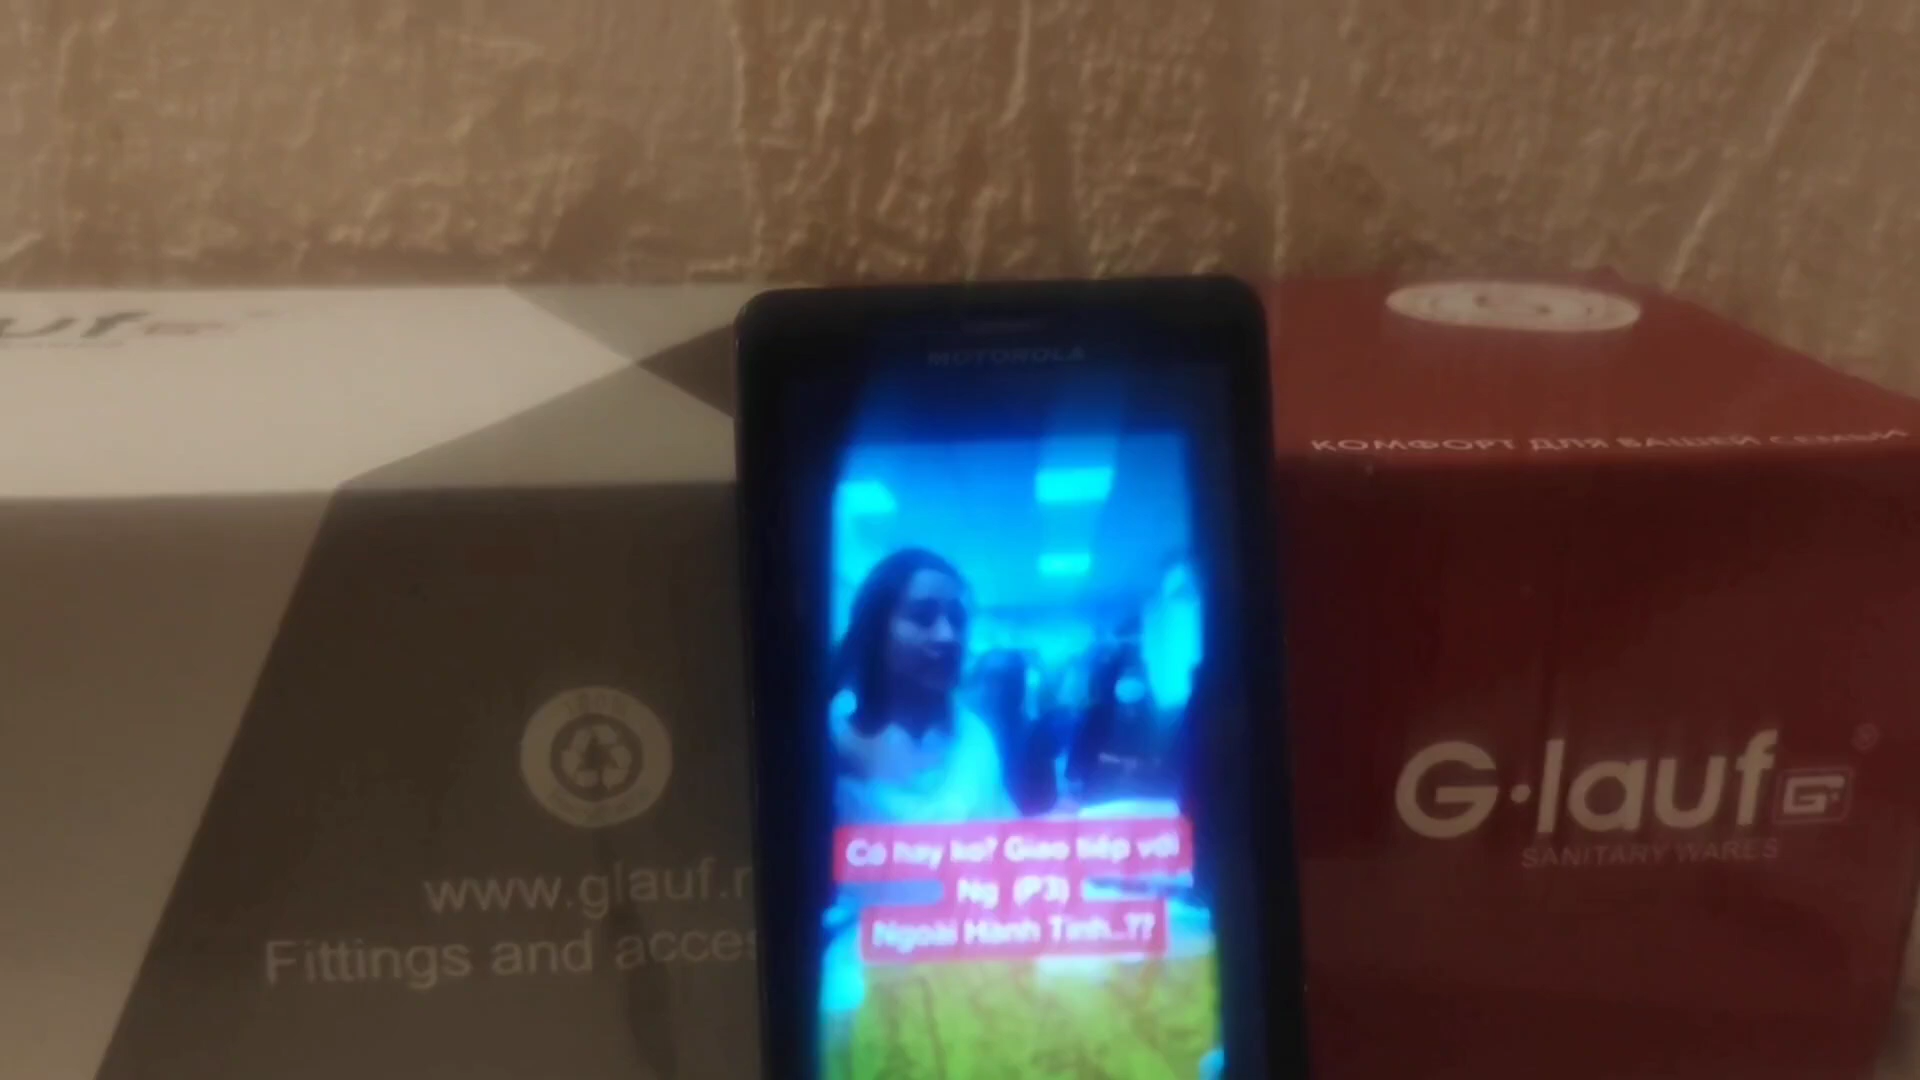 MOTOROLA
КОМФОРТ ДЛЯ ВАШЕЙ СЕМЬИ
G·lauf G
SANITARY WARES
www.glauf.r
Fittings and acces
Có hay ko? Giao tiếp với
Ng (P3)
Ngoài Hành Tinh..??